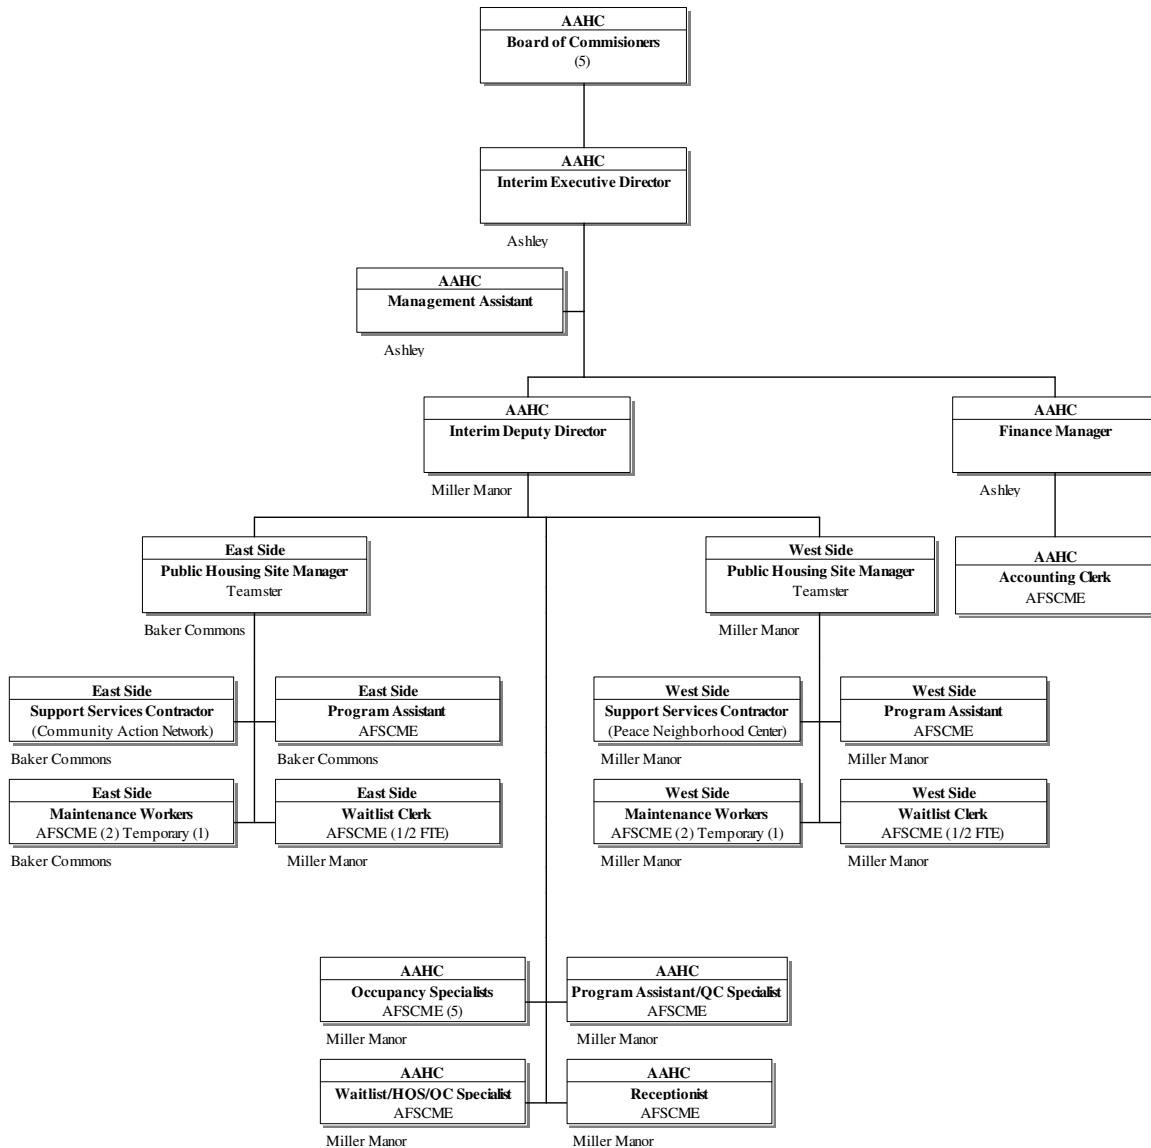 AAHC
Board of Commisioners
(5)
AAHC
Interim Executive Director
Ashley
AAHC
Management Assistant
Ashley
AAHC
Interim Deputy Director
Miller Manor
AAHC
Finance Manager
Ashley
East Side
Public Housing Site Manager
Teamster
Baker Commons
West Side
Public Housing Site Manager
Teamster
Miller Manor
AAHC
Accounting Clerk
AFSCME
East Side
Support Services Contractor
(Community Action Network)
Baker Commons
East Side
Program Assistant
AFSCME
Baker Commons
West Side
Support Services Contractor
(Peace Neighborhood Center)
Miller Manor
West Side
Program Assistant
AFSCME
Miller Manor
East Side
Maintenance Workers
AFSCME (2) Temporary (1)
Baker Commons
East Side
Waitlist Clerk
AFSCME (1/2 FTE)
Miller Manor
West Side
Maintenance Workers
AFSCME (2) Temporary (1)
Miller Manor
West Side
Waitlist Clerk
AFSCME (1/2 FTE)
Miller Manor
AAHC
Occupancy Specialists
AFSCME (5)
Miller Manor
AAHC
Program Assistant/QC Specialist
AFSCME
Miller Manor
AAHC
Waitlist/HOS/QC Specialist
AFSCME
Miller Manor
AAHC
Receptionist
AFSCME
Miller Manor